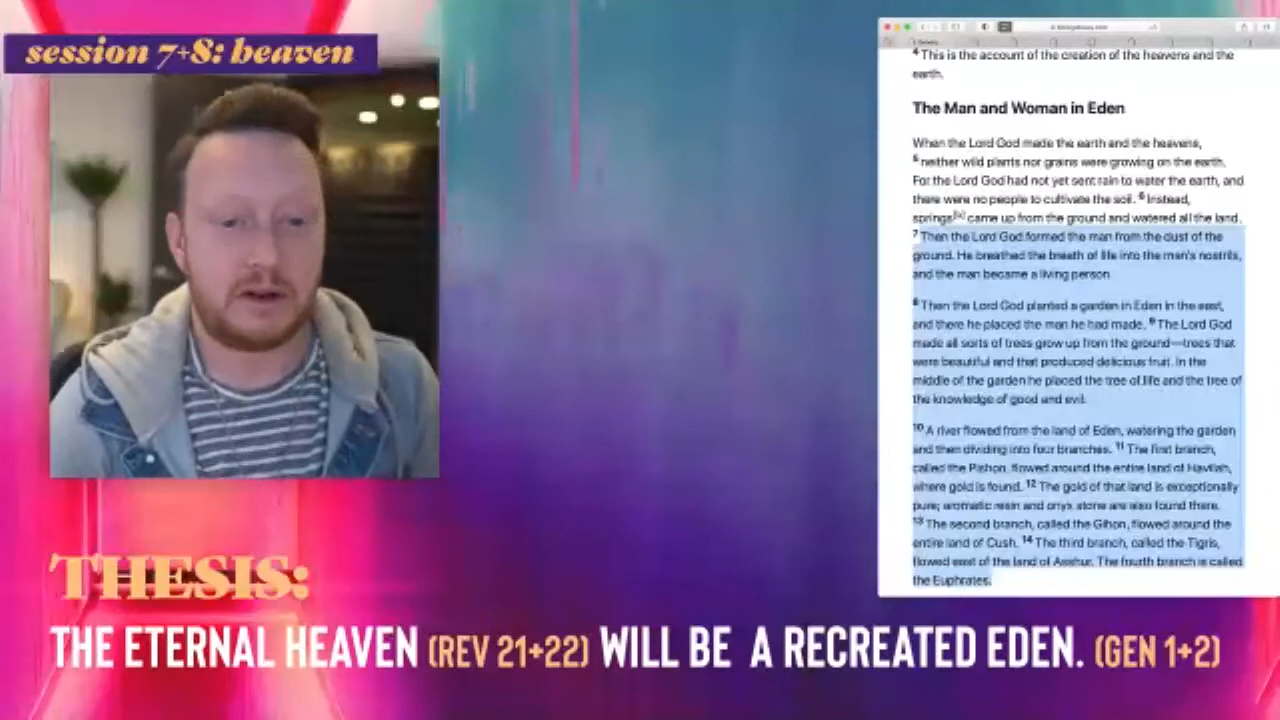 session 7+8: heaven
4 This is the account of the creation of the heavens and the
earth.
The Man and Woman in Eden
When the Lord God made the earth and the heavens,
5 neither wild plants nor grains were growing on the earth.
For the Lord God had not yet sent rain to water the earth, and
there were no people to cultivate the soil. 6 Instead,
springs[a] came up from the ground and watered all the land.
7 Then the Lord God formed the man from the dust of the
ground. He breathed the breath of life into the man's nostrils,
and the man became a living person.
8 Then the Lord God planted a garden in Eden in the east,
and there he placed the man he had made. 9 The Lord God
made all sorts of trees grow up from the ground—trees that
were beautiful and that produced delicious fruit. In the
middle of the garden he placed the tree of life and the tree of
the knowledge of good and evil.
10 A river flowed from the land of Eden, watering the garden
and then dividing into four branches. 11 The first branch,
called the Pishon, flowed around the entire land of Havilah,
where gold is found. 12 The gold of that land is exceptionally
pure; aromatic resin and onyx stone are also found there.
13 The second branch, called the Gihon, flowed around the
entire land of Cush. 14 The third branch, called the Tigris,
flowed east of the land of Asshur. The fourth branch is called
the Euphrates.
THESIS:
THE ETERNAL HEAVEN (REV 21+22) WILL BE A RECREATED EDEN. (GEN 1+2)